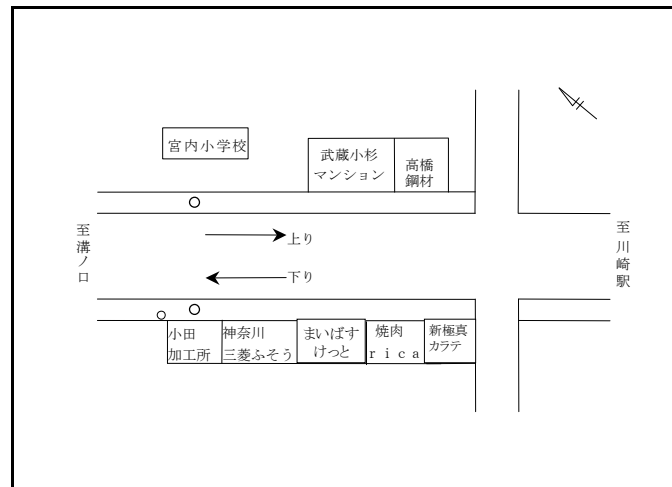 宮内小学校
武蔵小杉
マンション
高橋
鋼材
至溝ノ口
上り
下り
至川崎駅
小田
加工所
神奈川
三菱ふそう
まいばす
けっと
焼肉
ｒｉｃａ
新極真
カラテ